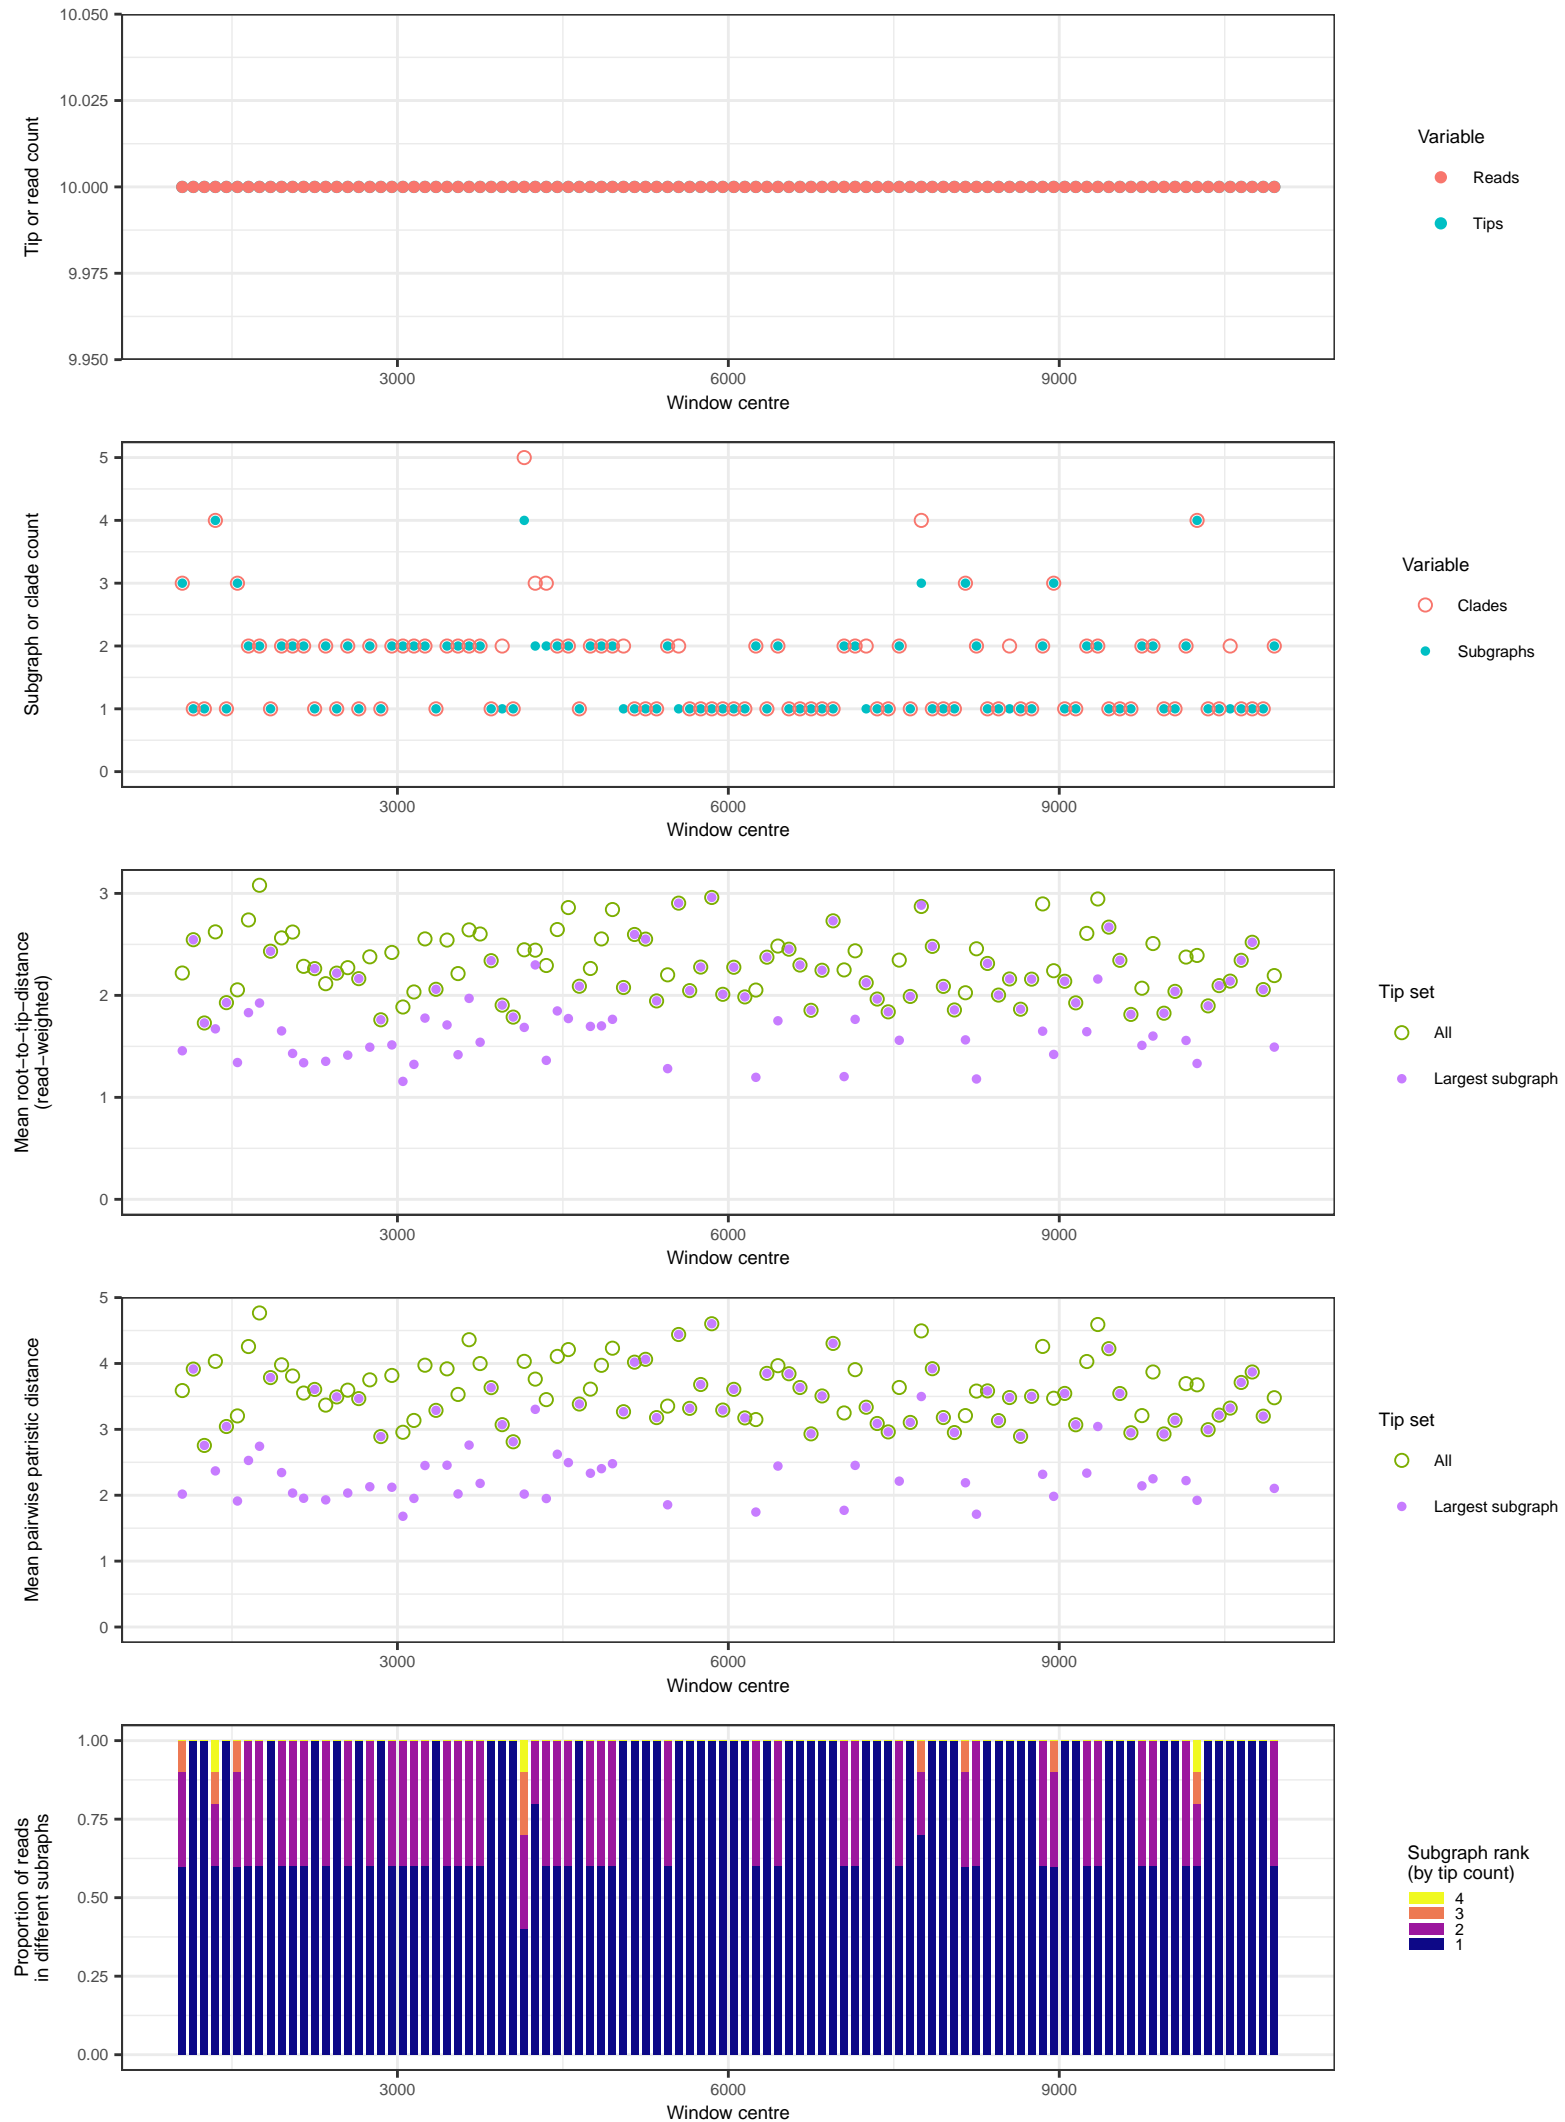 10.050
10.025
10.000
9.975
9.950
Tip or read count
3000
6000
9000
Window centre
Variable
Reads
Tips
5
4
3
2
1
0
Subgraph or clade count
3000
6000
9000
Window centre
Variable
Clades
Subgraphs
3
2
1
0
Mean root−to−tip−distance
(read−weighted)
3000
6000
9000
Window centre
Tip set
All
Largest subgraph
5
4
3
2
1
0
Mean pairwise patristic distance
3000
6000
9000
Window centre
Tip set
All
Largest subgraph
1.00
0.75
0.50
0.25
0.00
Proportion of reads
in different subraphs
3000
6000
9000
Window centre
Subgraph rank
(by tip count)
4
3
2
1